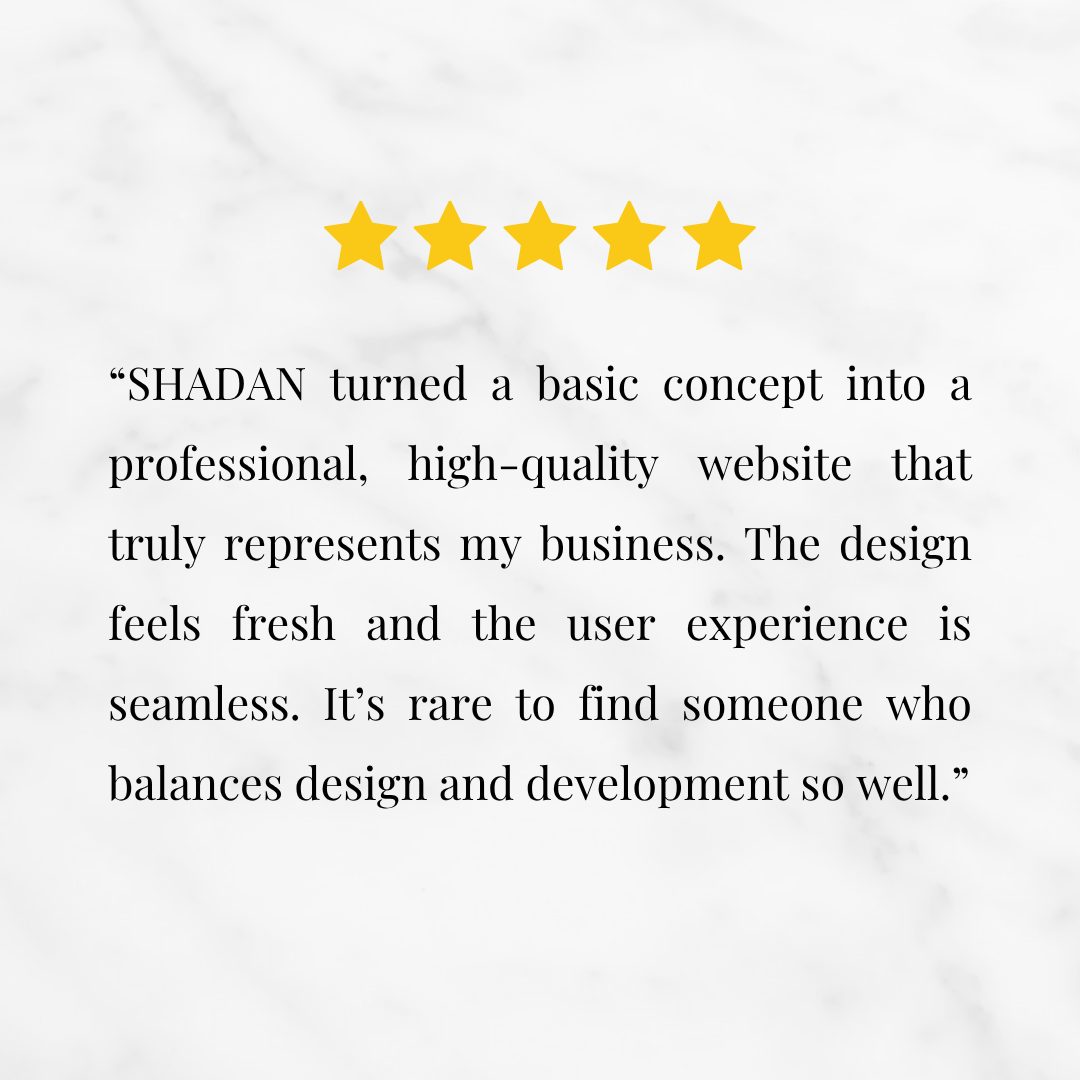 “SHADAN turned a basic concept into a
professional, high-quality website that
truly represents my business. The design
feels fresh and the user experience is
seamless. It’s rare to find someone who
balances design and development so well.”